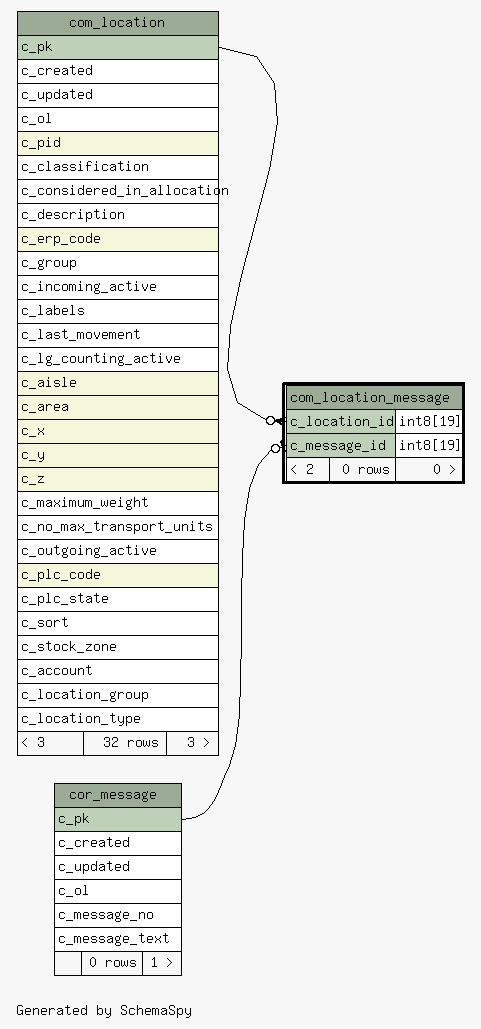 com_location
c_pk
c_created
c_updated
c_ol
c_pid
c_classification
c_considered_in_allocation
c_description
c_erp_code
c_group
c_incoming_active
c_labels
c_last_movement
c_lg_counting_active
c_aisle
c_area
c_x
c_y
c_z
c_maximum_weight
c_no_max_transport_units
c_outgoing_active
c_plc_code
c_plc_state
c_sort
c_stock_zone
c_account
c_location_group
c_location_type
< 3 32 rows 3 >
com_location_message
c_location_id int8[19]
c_message_id int8[19]
< 2 0 rows 0 >
cor_message
c_pk
c_created
c_updated
c_ol
c_message_no
c_message_text
0 rows 1 >
Generated by SchemaSpy